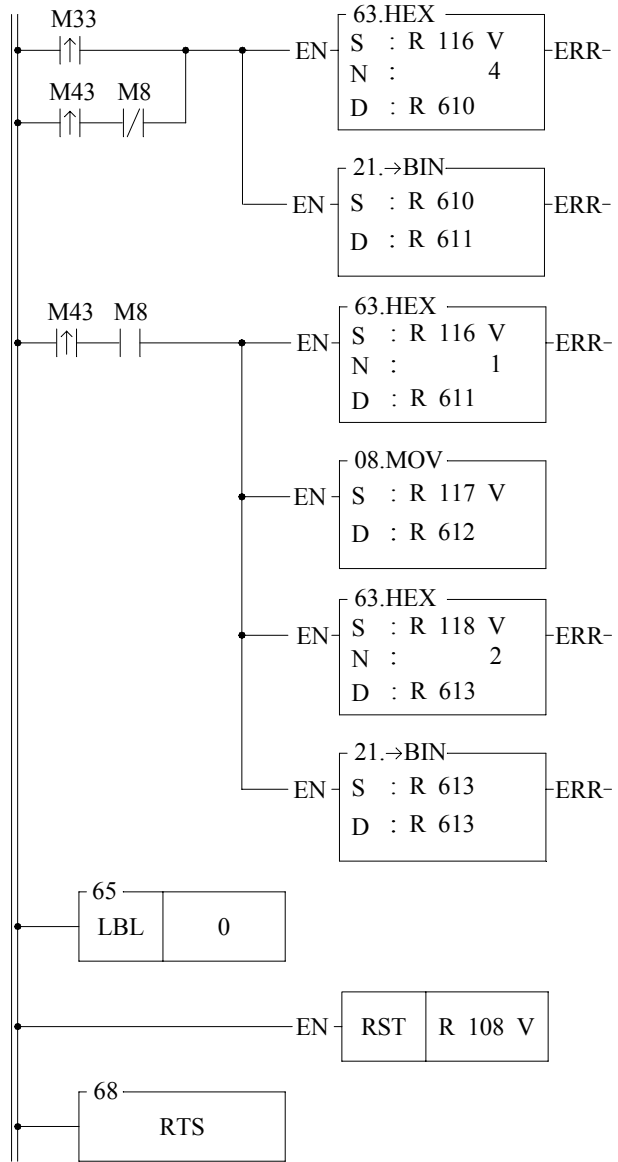 M33
63.HEX
EN S : R 116 V ERR
N : 4
D : R 610
M43 M8
21.→BIN
EN S : R 610 ERR
D : R 611
M43 M8
63.HEX
EN S : R 116 V ERR
N : 1
D : R 611
08.MOV
EN S : R 117 V
D : R 612
63.HEX
EN S : R 118 V ERR
N : 2
D : R 613
21.→BIN
EN S : R 613 ERR
D : R 613
65
LBL 0
EN RST R 108 V
68
RTS